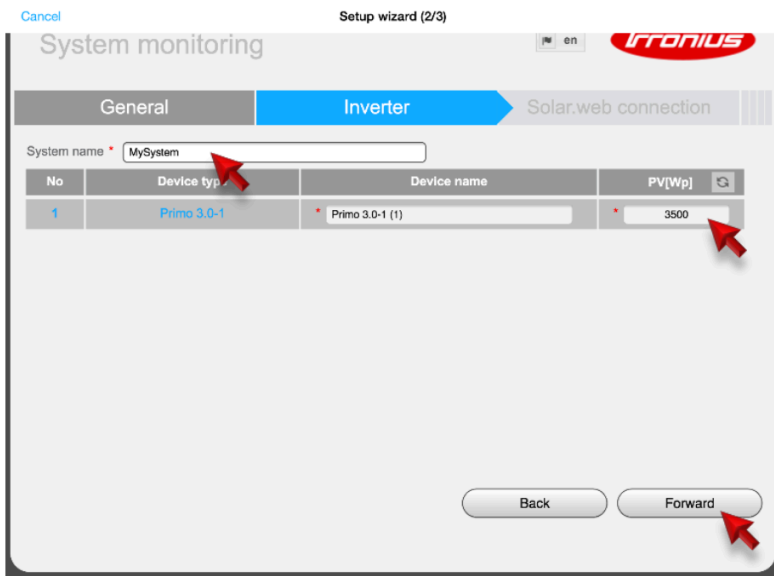 Cancel Setup wizard (2/3)
System monitoring en Fronius
General Inverter Solar.web connection
System name * MySystem
No Device type Device name PV[Wp]
1 Primo 3.0-1 * Primo 3.0-1 (1) * 3500
Back Forward